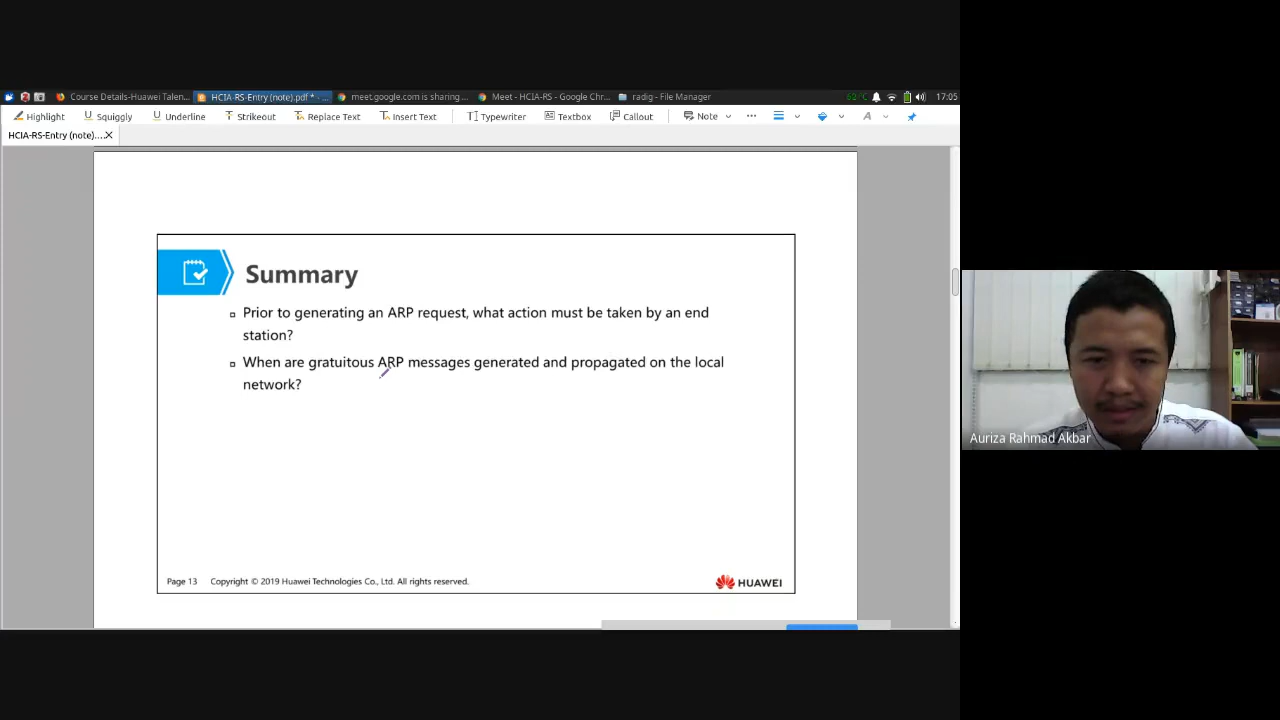 Course Details-Huawei Talen...
HCIA-RS-Entry (note).pdf * - ...
meet.google.com is sharing ...
Meet - HCIA-RS - Google Chr...
radig - File Manager
62°C
17:05
Highlight
Squiggly
Underline
Strikeout
Replace Text
Insert Text
Typewriter
Textbox
Callout
Note
HCIA-RS-Entry (note)....
Summary
Prior to generating an ARP request, what action must be taken by an end
station?
When are gratuitous ARP messages generated and propagated on the local
network?
Page 13
Copyright © 2019 Huawei Technologies Co., Ltd. All rights reserved.
HUAWEI
Auriza Rahmad Akbar